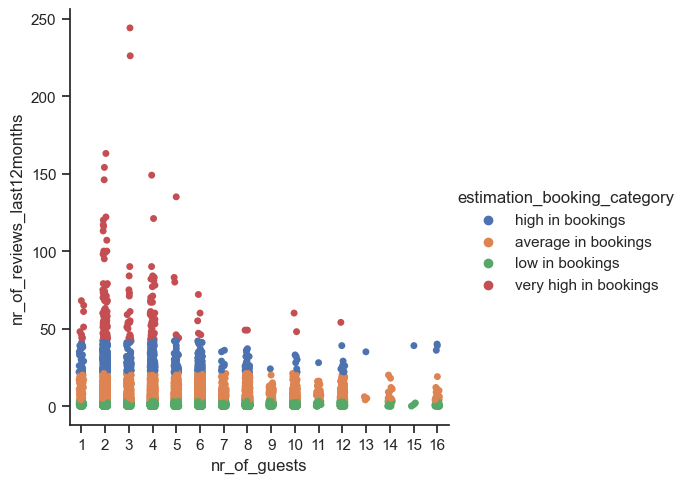 250
200
150
100
50
0
nr_of_reviews_last12months
1 2 3 4 5 6 7 8 9 10 11 12 13 14 15 16
nr_of_guests
estimation_booking_category
high in bookings
average in bookings
low in bookings
very high in bookings